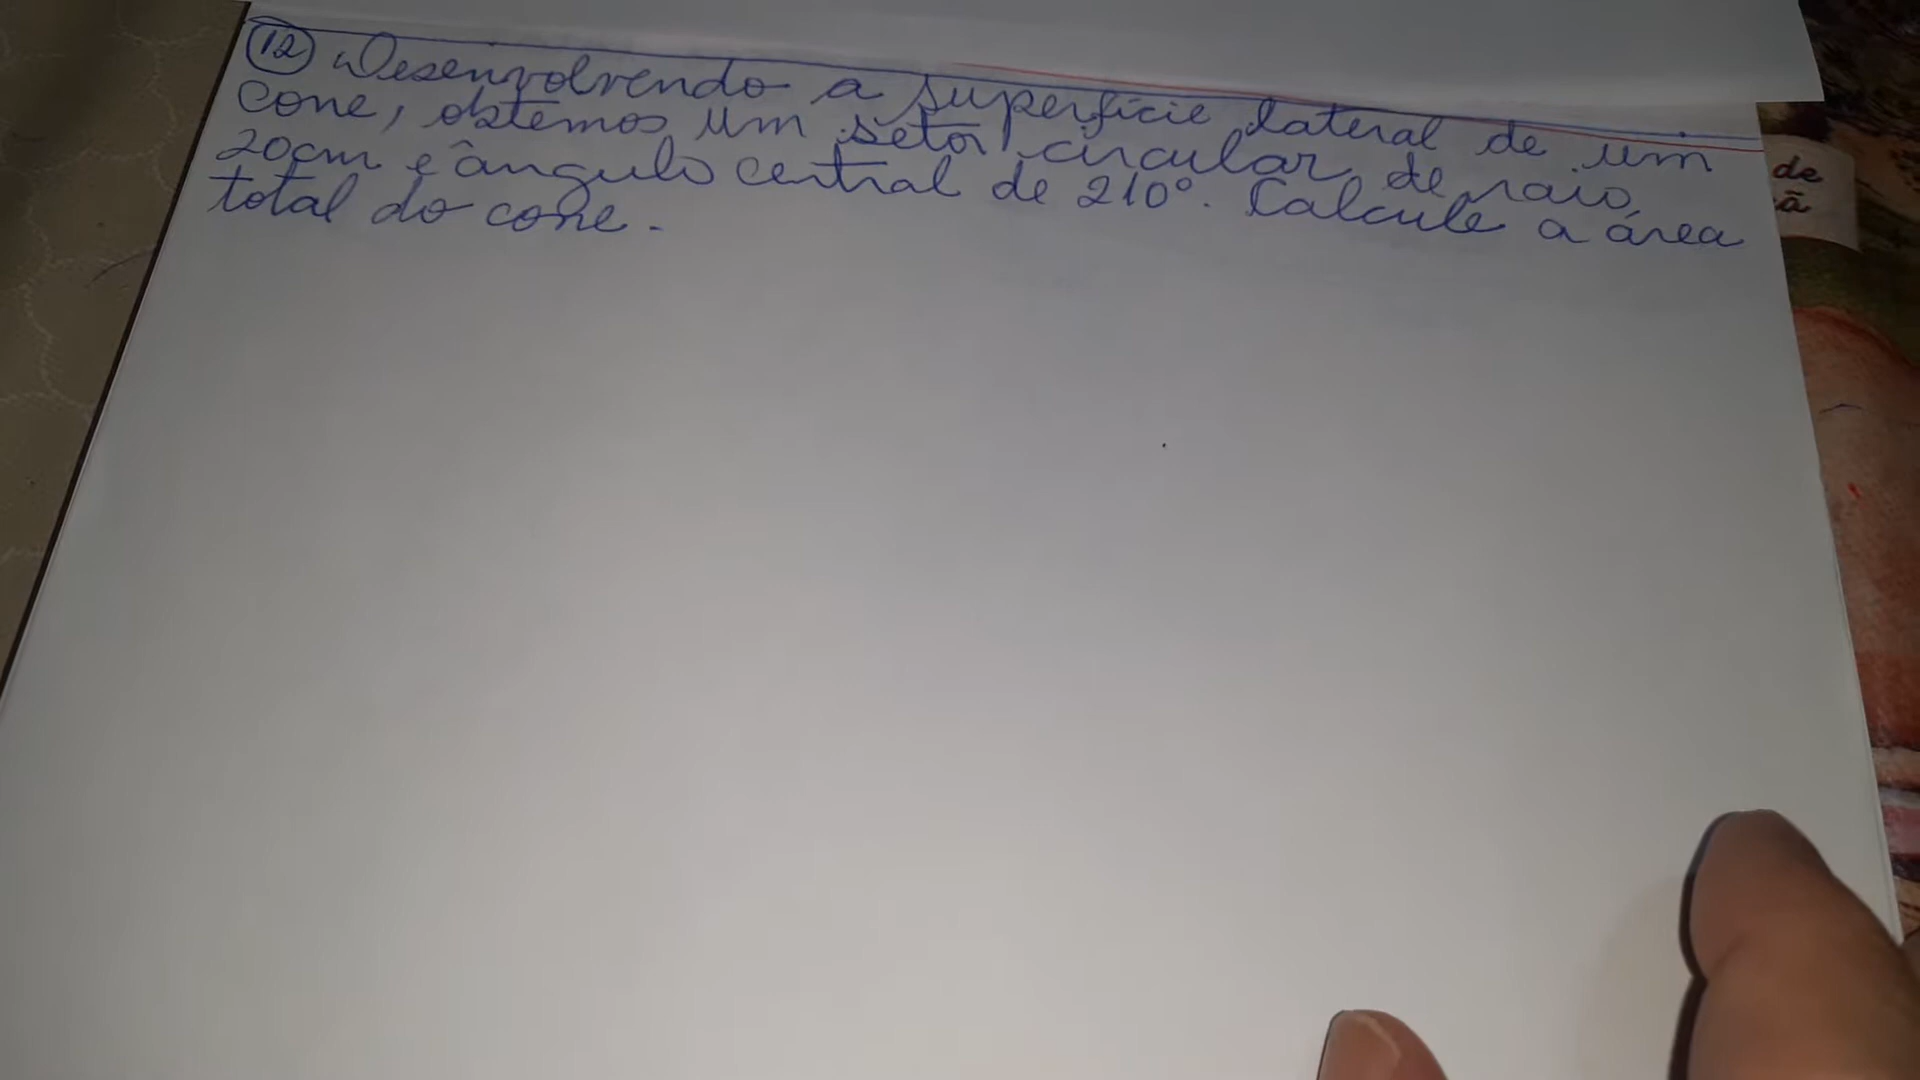 12 Desenvolvendo a superfície lateral de um
cone, obtemos um setor circular de raio
20cm e ângulo central de 210°. Calcule a área
total do cone.
de
ã